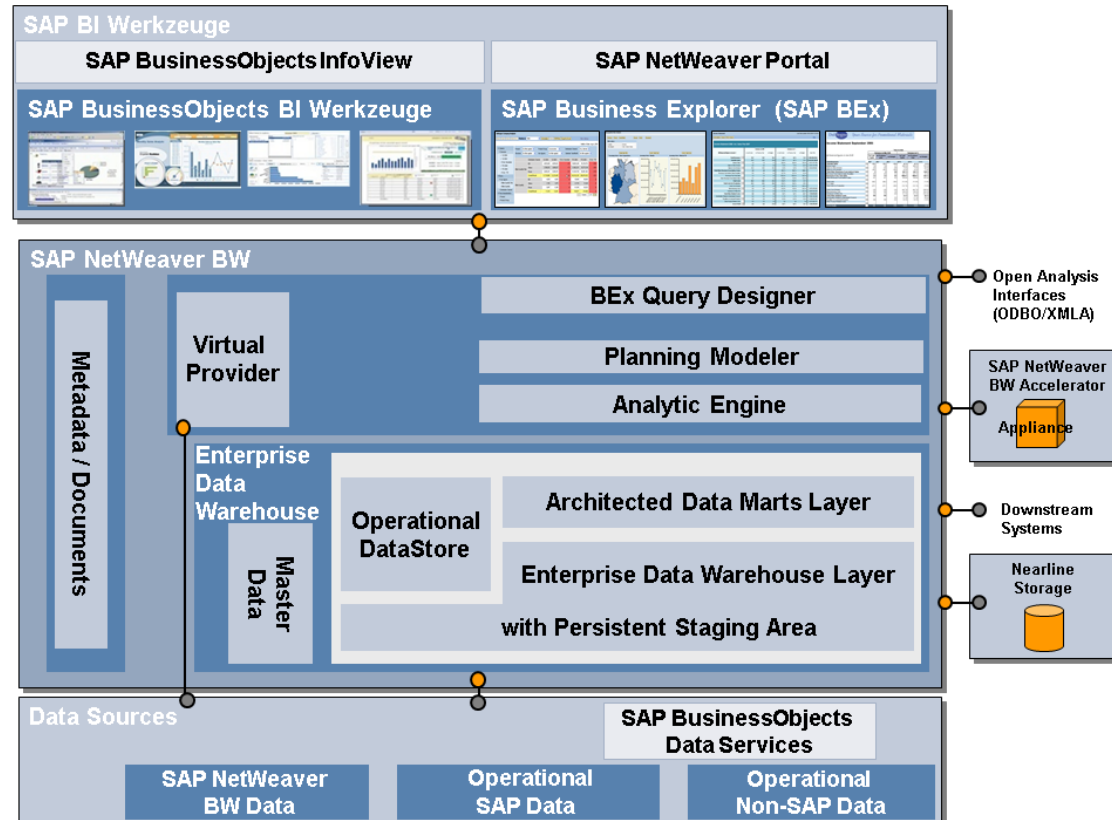 SAP BI Werkzeuge
SAP BusinessObjects InfoView
SAP NetWeaver Portal
SAP BusinessObjects BI Werkzeuge
SAP Business Explorer (SAP BEx)
SAP NetWeaver BW
Metadata / Documents
Virtual
Provider
BEx Query Designer
Planning Modeler
Analytic Engine
Enterprise
Data
Warehouse
Master
Data
Operational
DataStore
Architected Data Marts Layer
Enterprise Data Warehouse Layer
with Persistent Staging Area
Open Analysis
Interfaces
(ODBO/XMLA)
SAP NetWeaver
BW Accelerator
Appliance
Downstream
Systems
Nearline
Storage
Data Sources
SAP BusinessObjects
Data Services
SAP NetWeaver
BW Data
Operational
SAP Data
Operational
Non-SAP Data